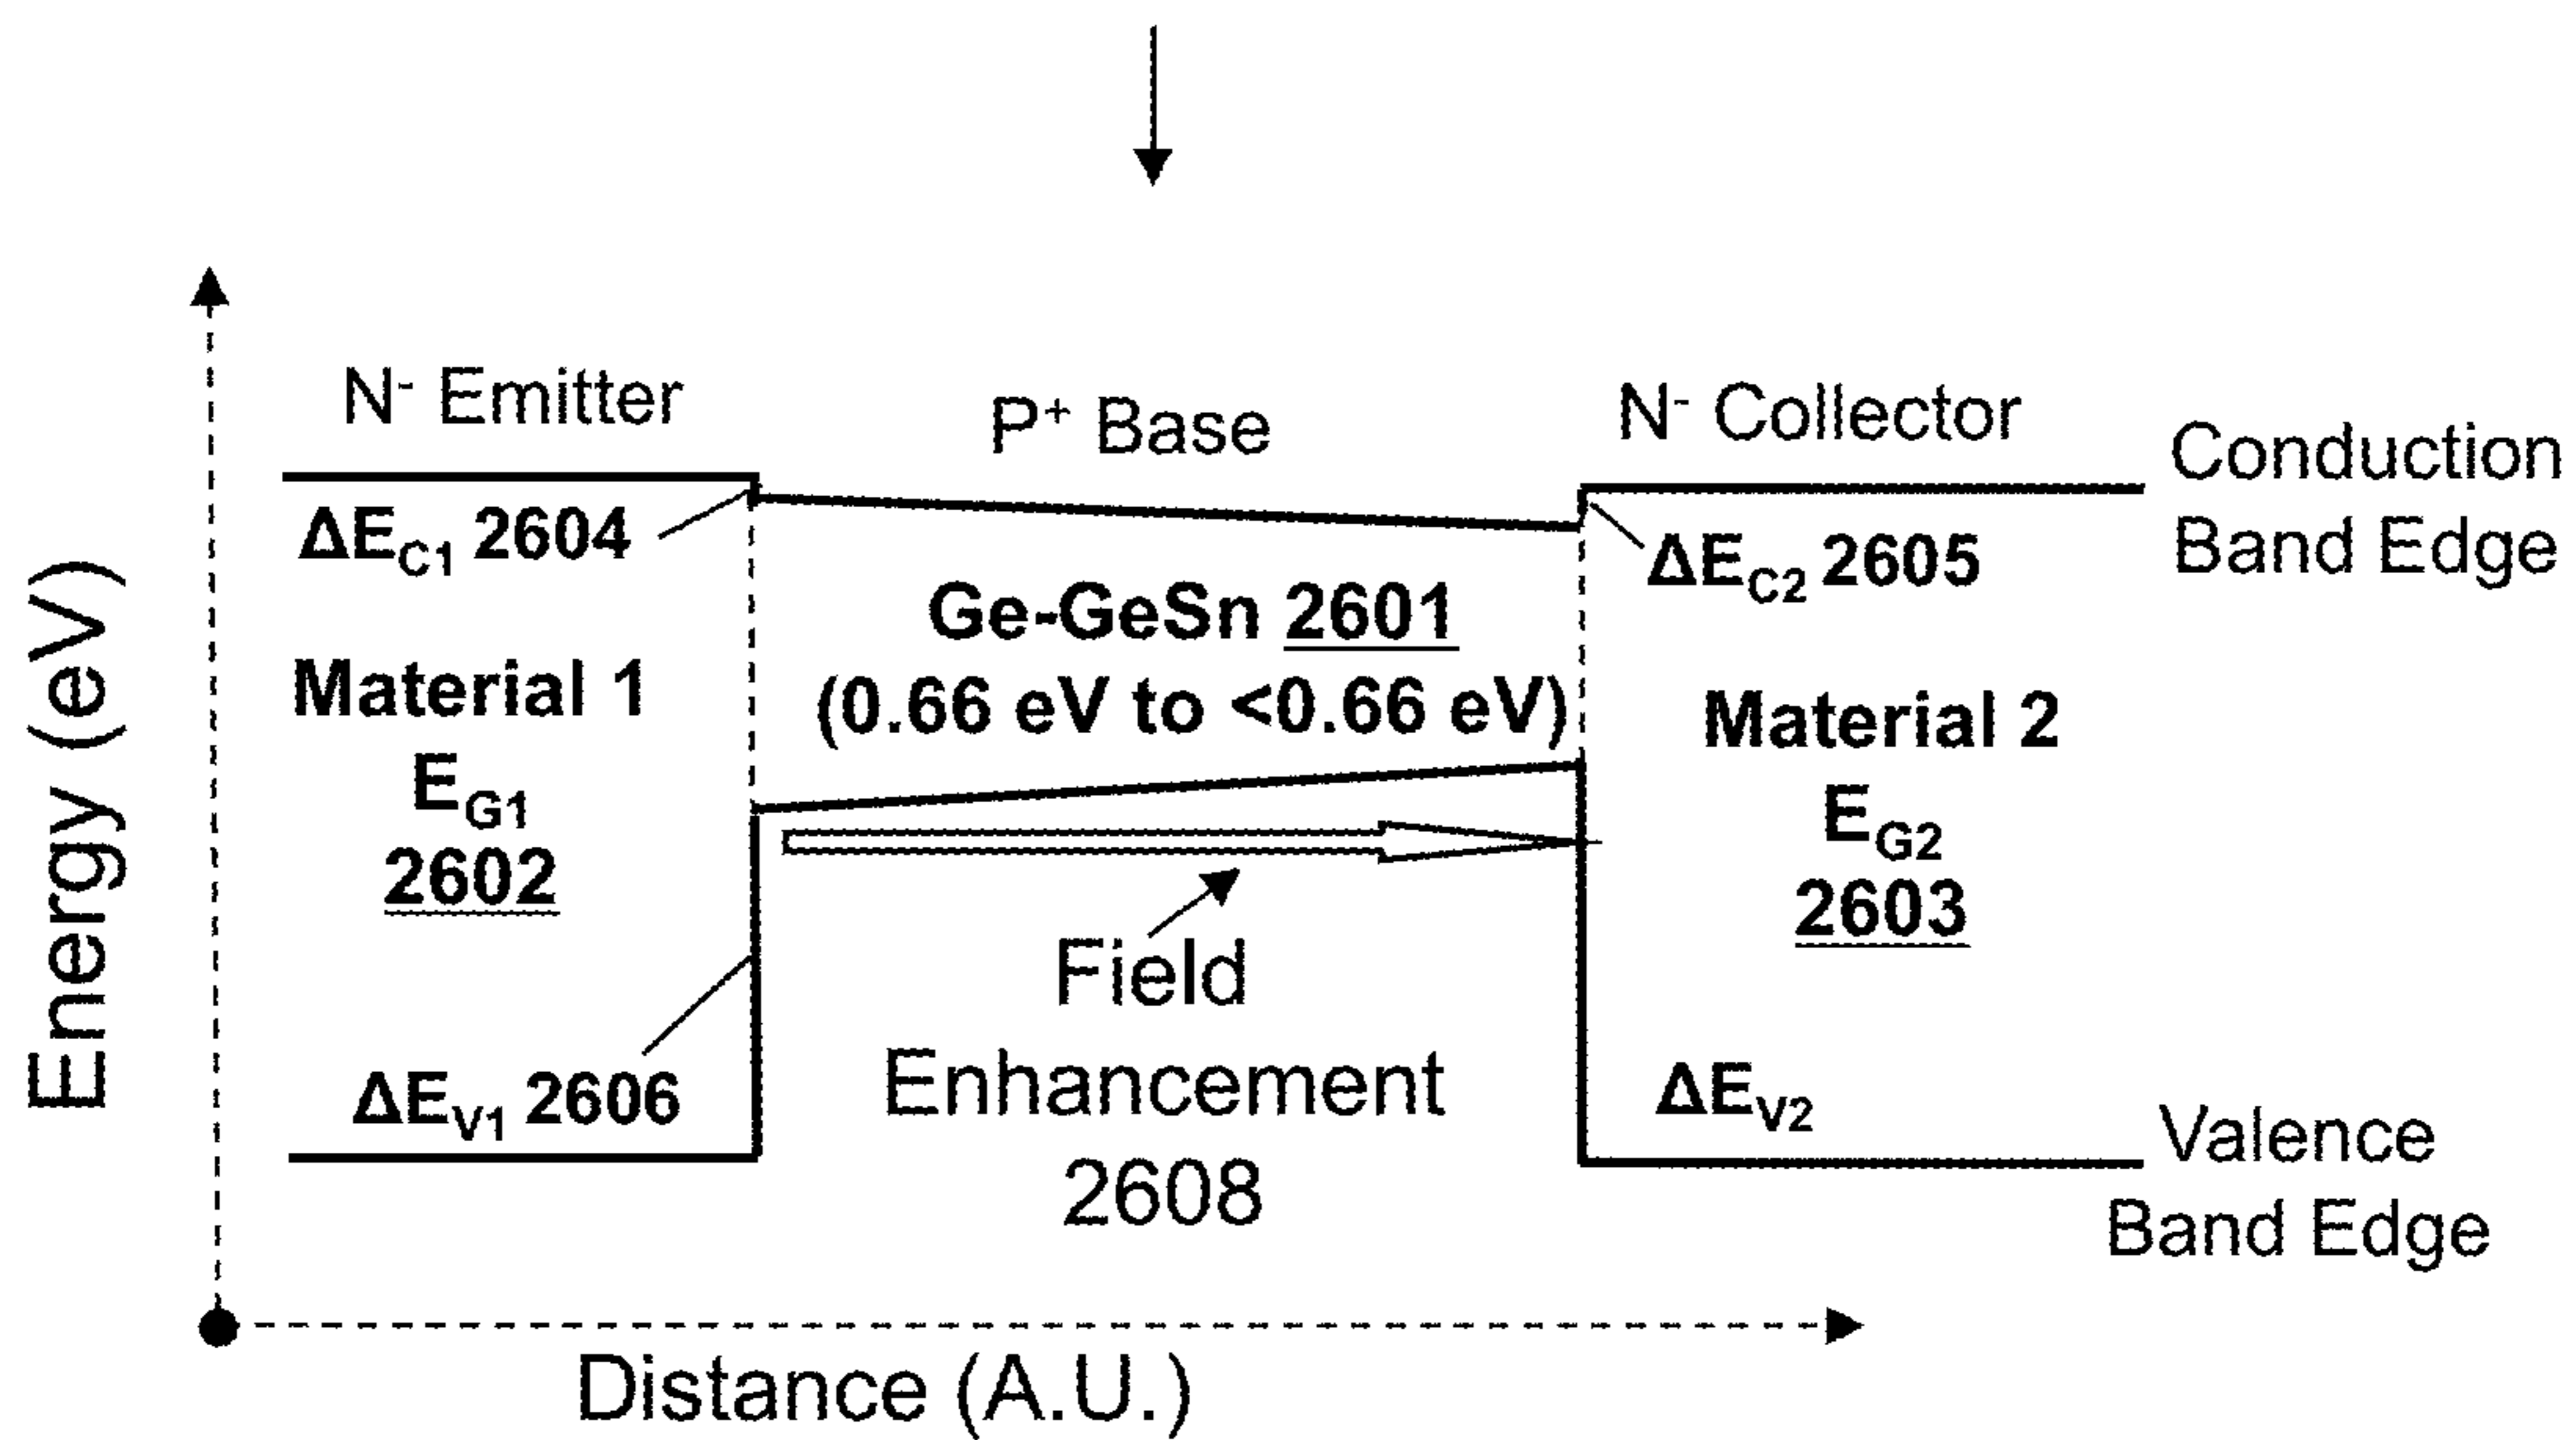 N- Emitter
P+ Base
N- Collector
Conduction
Band Edge
ΔEC1 2604
ΔEC2 2605
Ge-GeSn 2601
(0.66 eV to <0.66 eV)
Material 1
EG1
2602
Material 2
EG2
2603
Field
Enhancement
2608
ΔEV1 2606
ΔEV2
Valence
Band Edge
Energy (eV)
Distance (A.U.)